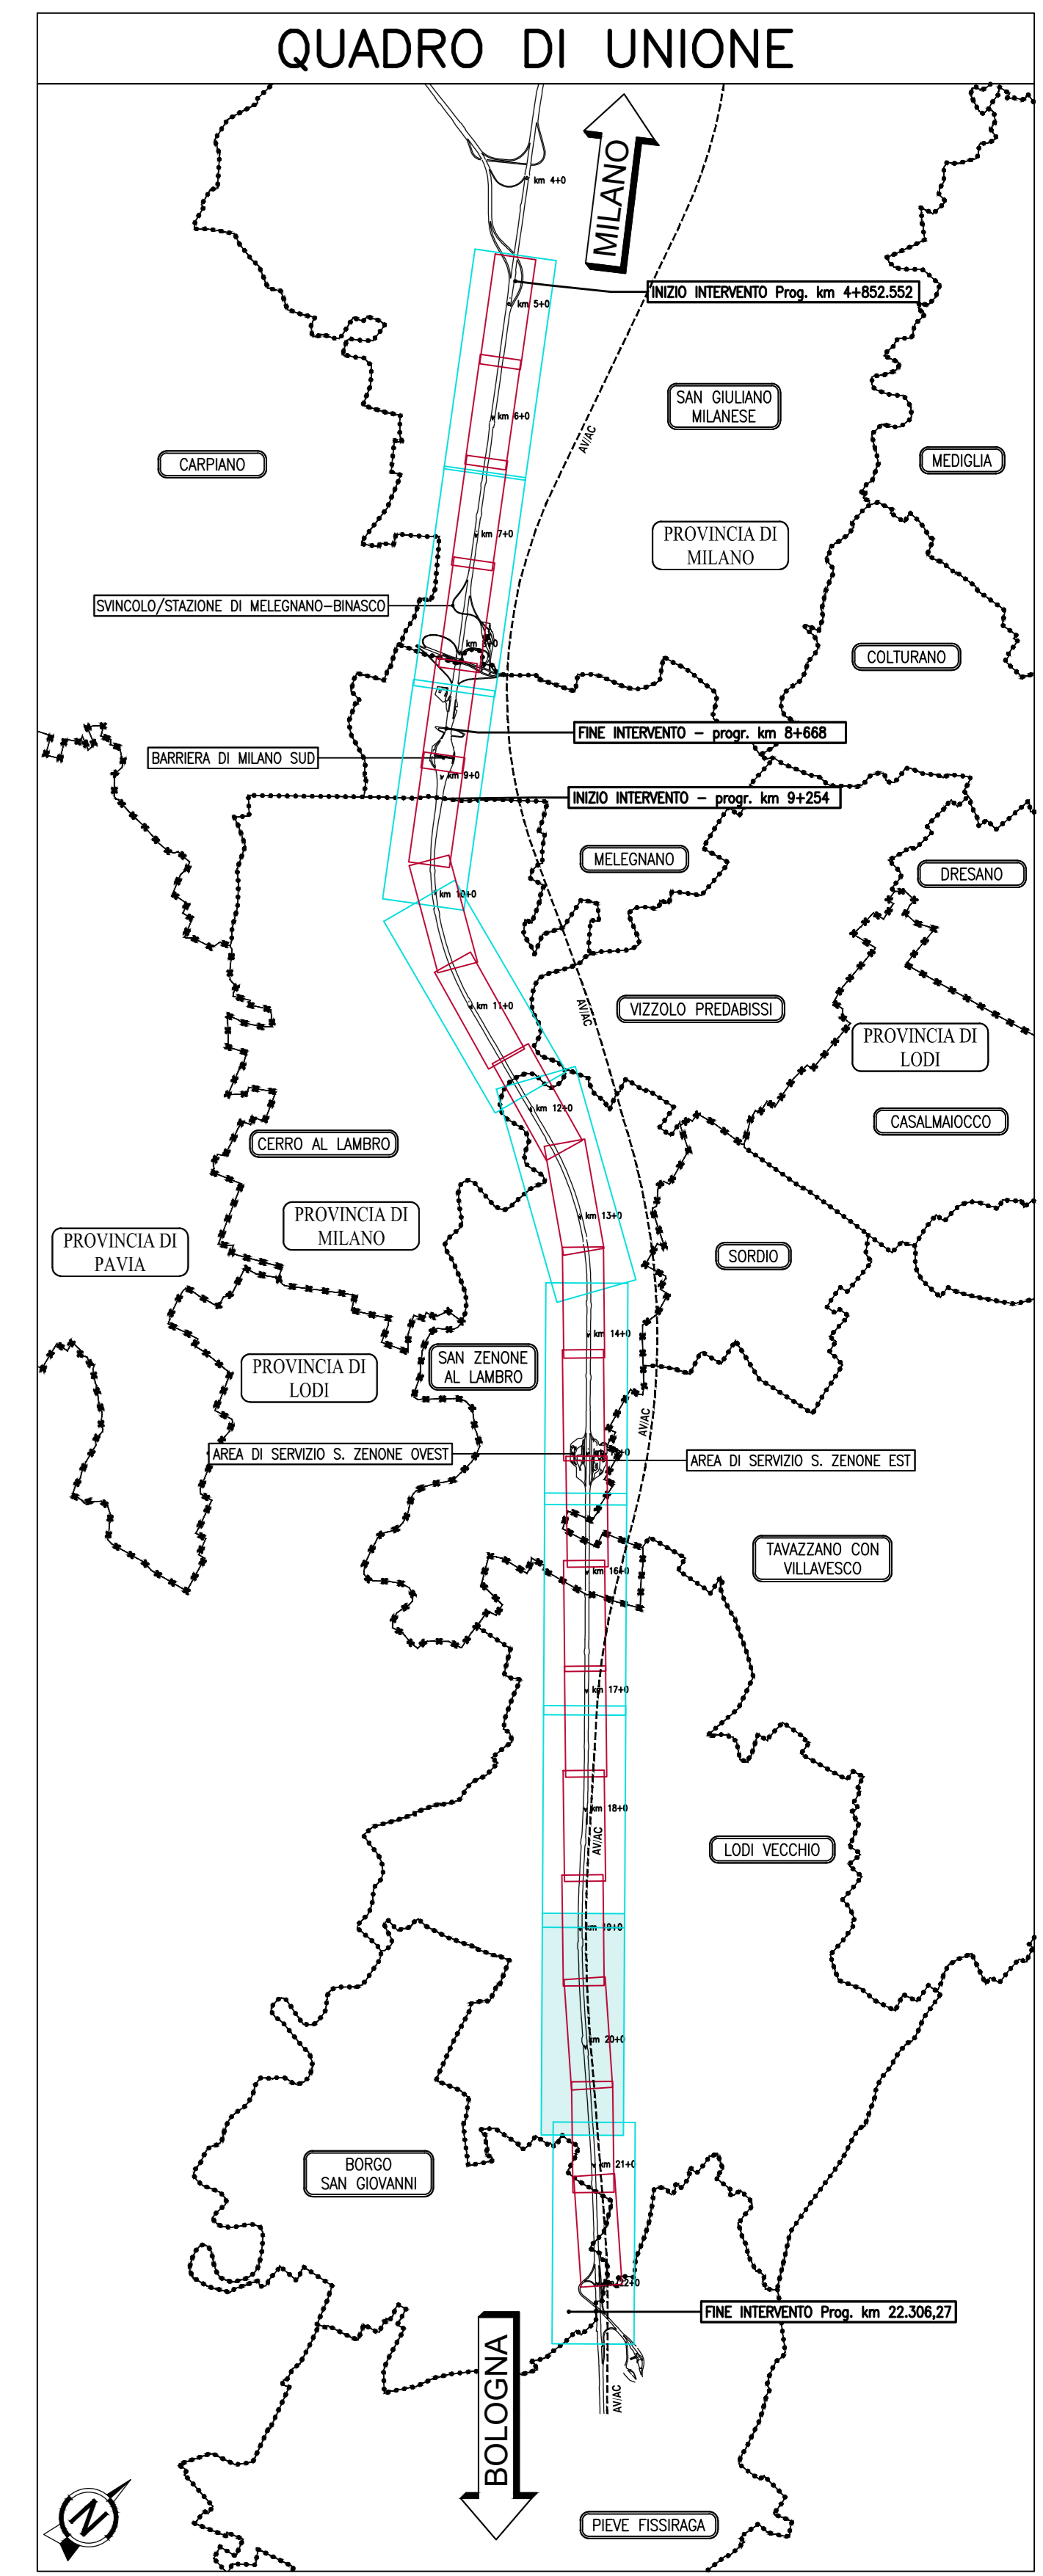 QUADRO DI UNIONE
MILANO
km 4+0
INIZIO INTERVENTO Prog. km 4+852.552
km 5+0
SAN GIULIANO
MILANESE
km 6+0
AV/AC
CARPIANO
MEDIGLIA
km 7+0
PROVINCIA DI
MILANO
SVINCOLO/STAZIONE DI MELEGNANO-BINASCO
COLTURANO
FINE INTERVENTO - progr. km 8+668
BARRIERA DI MILANO SUD
km 9+0
INIZIO INTERVENTO - progr. km 9+254
MELEGNANO
DRESANO
km 10+0
km 11+0
AV/AC
VIZZOLO PREDABISSI
PROVINCIA DI
LODI
km 12+0
CASALMAIOCCO
CERRO AL LAMBRO
PROVINCIA DI
MILANO
km 13+0
PROVINCIA DI
PAVIA
SORDIO
km 14+0
SAN ZENONE
AL LAMBRO
PROVINCIA DI
LODI
AV/AC
AREA DI SERVIZIO S. ZENONE OVEST
AREA DI SERVIZIO S. ZENONE EST
TAVAZZANO CON
VILLAVESCO
km 16+0
km 17+0
km 18+0
AV/AC
LODI VECCHIO
km 19+0
km 20+0
BORGO
SAN GIOVANNI
km 21+0
km 22+0
FINE INTERVENTO Prog. km 22.306,27
BOLOGNA
AV/AC
N
PIEVE FISSIRAGA